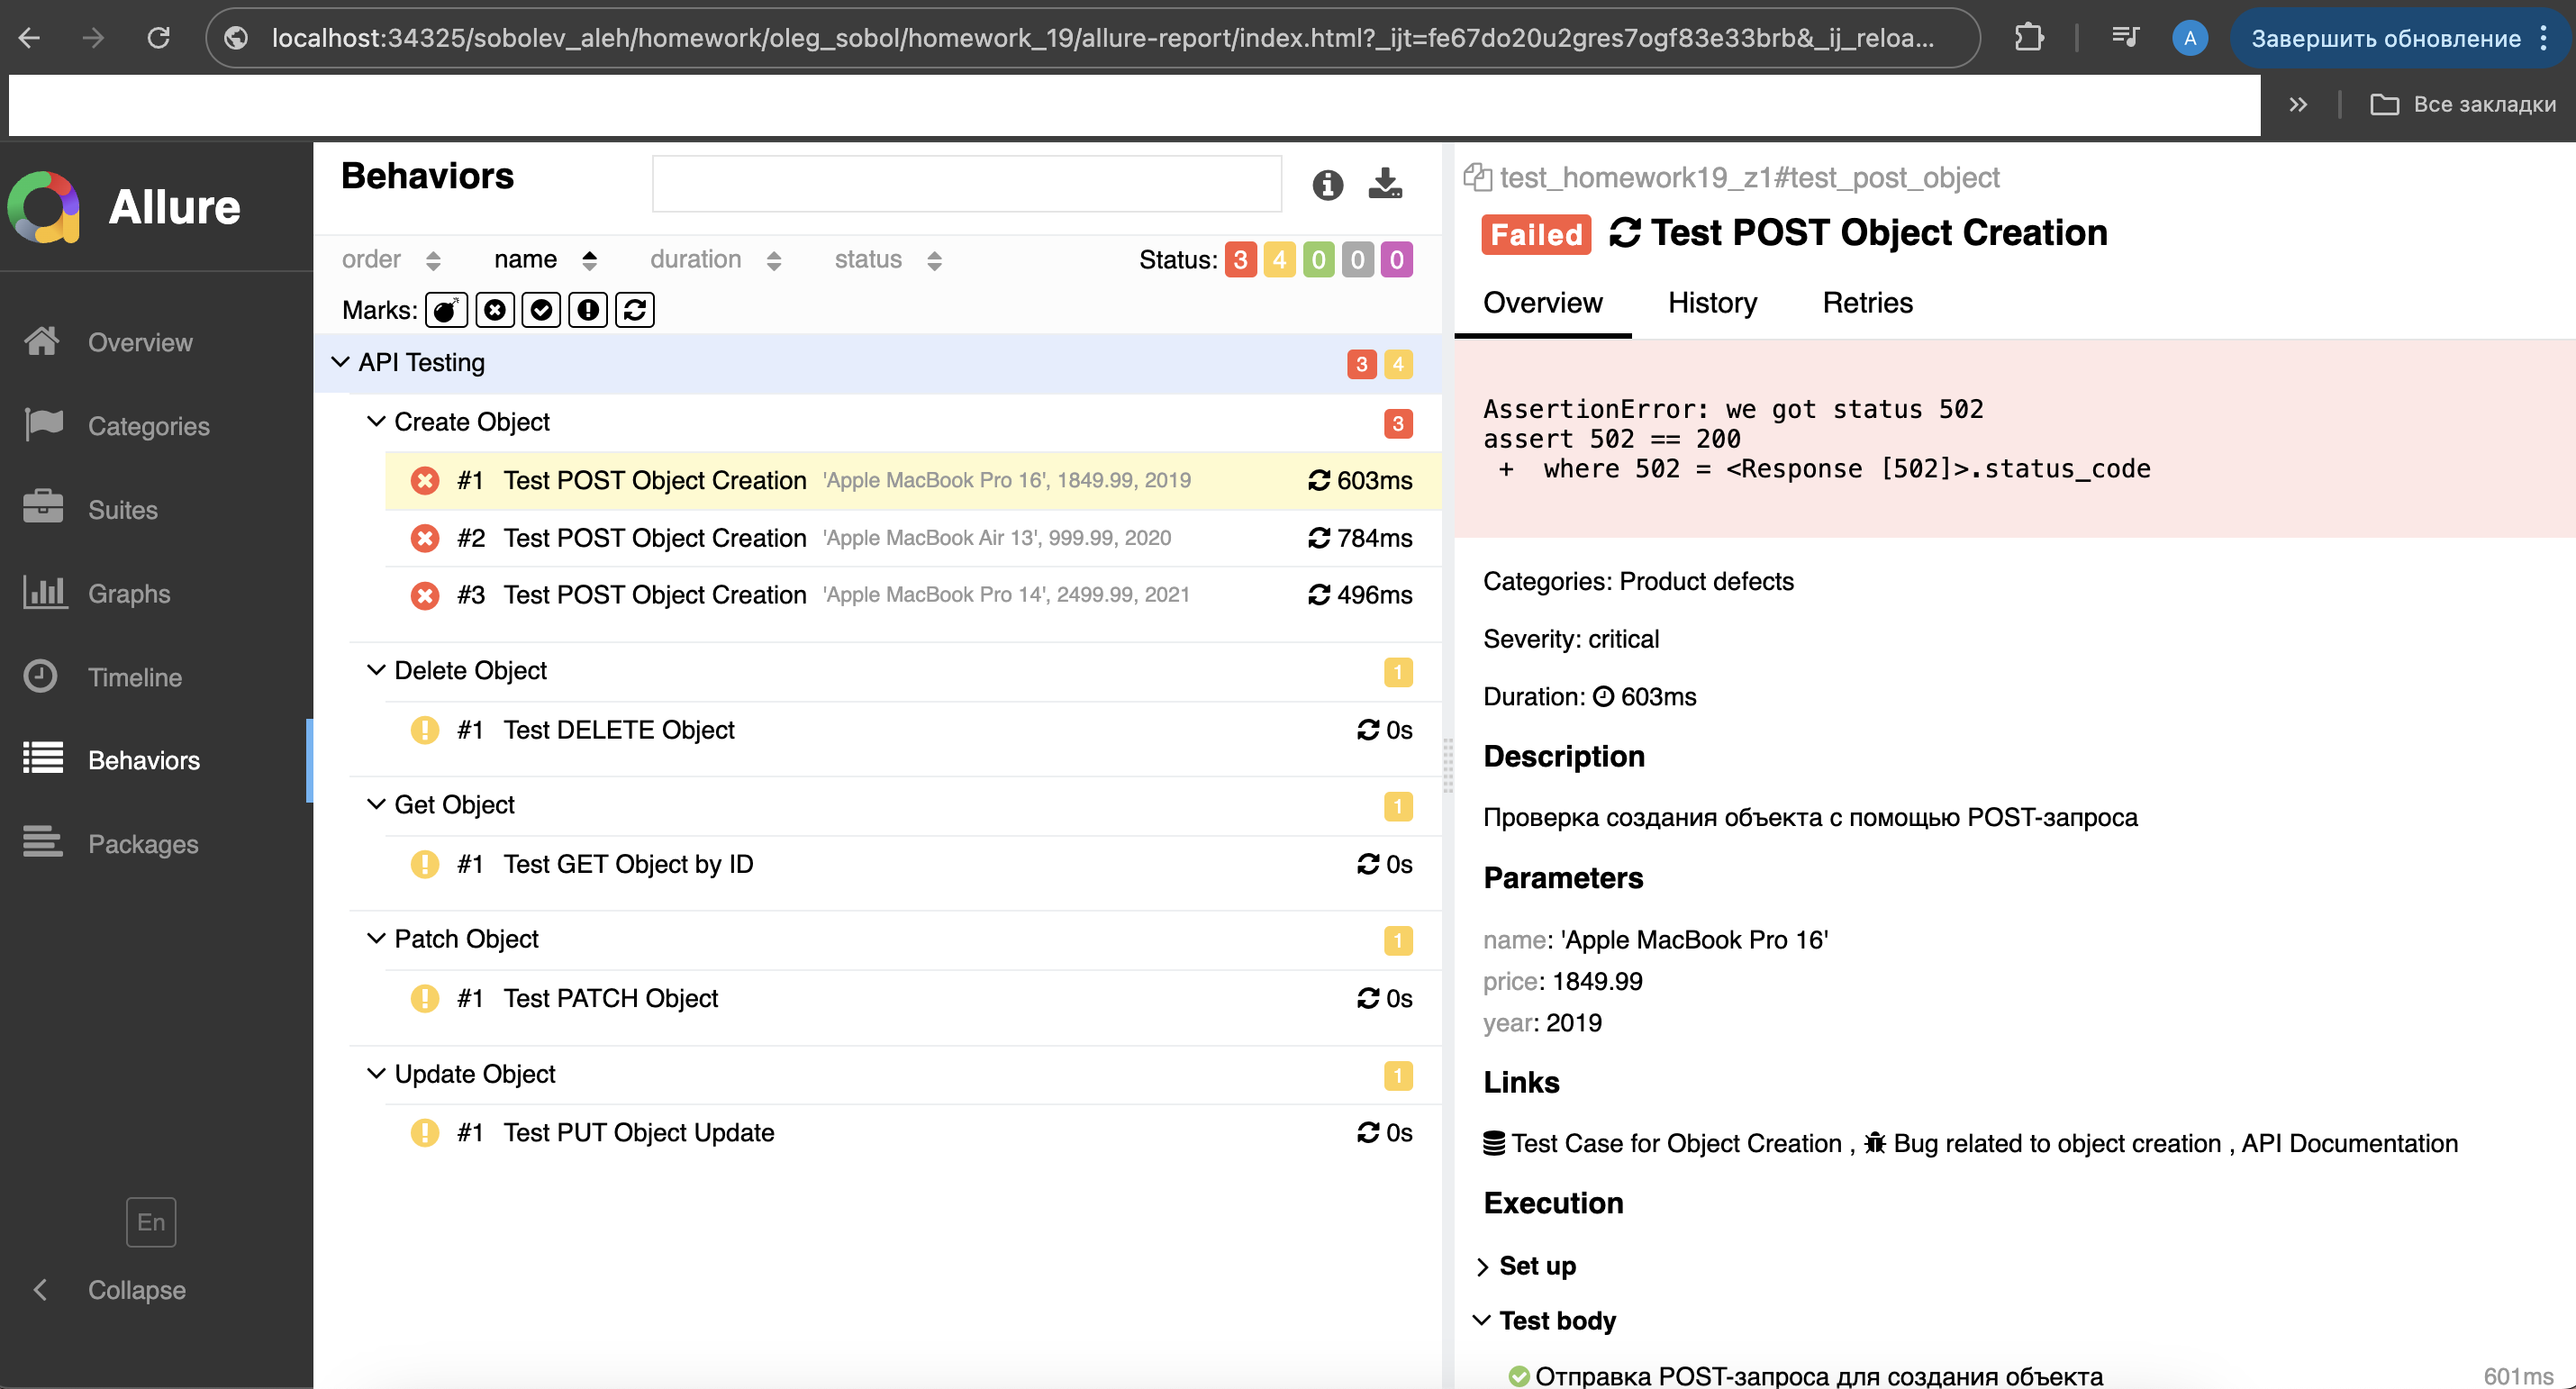 localhost:34325/sobolev_aleh/homework/oleg_sobol/homework_19/allure-report/index.html?_ijt=fe67do20u2gres7ogf83e33brb&_ij_reloa...
A
Завершить обновление
Все закладки
Allure
Overview
Categories
Suites
Graphs
Timeline
Behaviors
Packages
En
Collapse
Behaviors
order name duration status Status: 3 4 0 0 0
Marks:
API Testing 3 4
Create Object 3
#1 Test POST Object Creation 'Apple MacBook Pro 16', 1849.99, 2019 603ms
#2 Test POST Object Creation 'Apple MacBook Air 13', 999.99, 2020 784ms
#3 Test POST Object Creation 'Apple MacBook Pro 14', 2499.99, 2021 496ms
Delete Object 1
#1 Test DELETE Object 0s
Get Object 1
#1 Test GET Object by ID 0s
Patch Object 1
#1 Test PATCH Object 0s
Update Object 1
#1 Test PUT Object Update 0s
test_homework19_z1#test_post_object
Failed Test POST Object Creation
Overview History Retries
AssertionError: we got status 502
assert 502 == 200
+ where 502 = <Response [502]>.status_code
Categories: Product defects
Severity: critical
Duration: 603ms
Description
Проверка создания объекта с помощью POST-запроса
Parameters
name: 'Apple MacBook Pro 16'
price: 1849.99
year: 2019
Links
Test Case for Object Creation , Bug related to object creation , API Documentation
Execution
Set up
Test body
Отправка POST-запроса для создания объекта 601ms